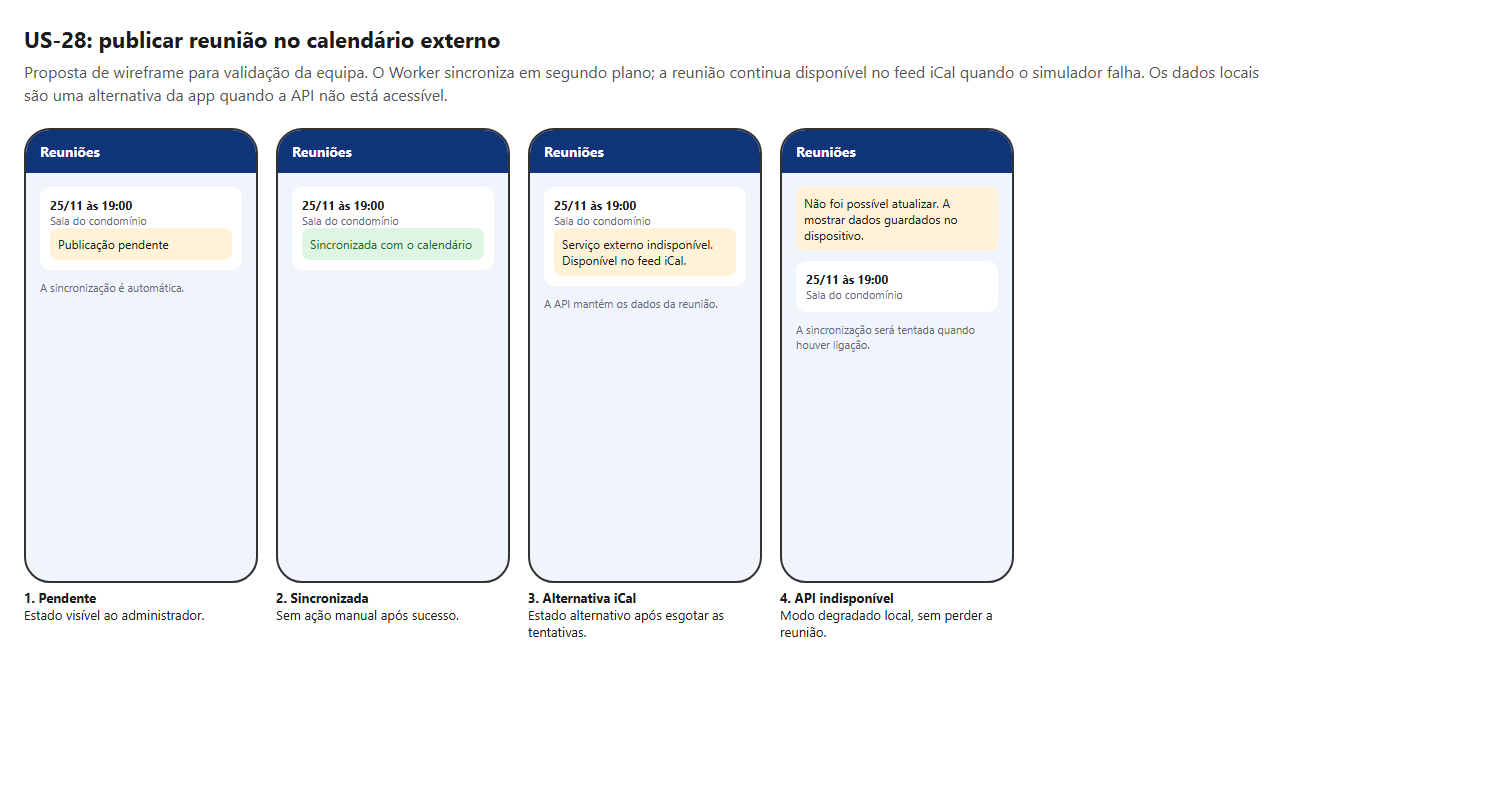 US-28: publicar reunião no calendário externo
Proposta de wireframe para validação da equipa. O Worker sincroniza em segundo plano; a reunião continua disponível no feed iCal quando o simulador falha. Os dados locais
são uma alternativa da app quando a API não está acessível.
Reuniões
25/11 às 19:00
Sala do condomínio
Publicação pendente
A sincronização é automática.
1. Pendente
Estado visível ao administrador.
Reuniões
25/11 às 19:00
Sala do condomínio
Sincronizada com o calendário
2. Sincronizada
Sem ação manual após sucesso.
Reuniões
25/11 às 19:00
Sala do condomínio
Serviço externo indisponível.
Disponível no feed iCal.
A API mantém os dados da reunião.
3. Alternativa iCal
Estado alternativo após esgotar as
tentativas.
Reuniões
Não foi possível atualizar. A
mostrar dados guardados no
dispositivo.
25/11 às 19:00
Sala do condomínio
A sincronização será tentada quando
houver ligação.
4. API indisponível
Modo degradado local, sem perder a
reunião.